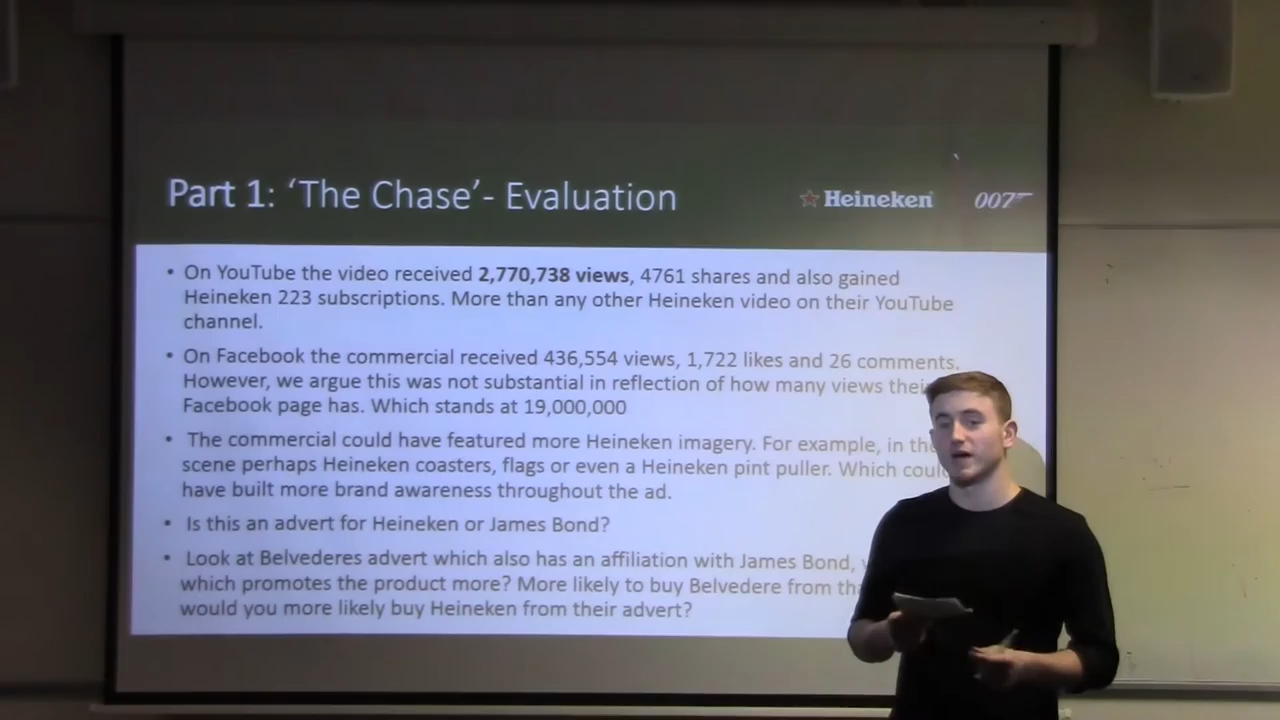 Part 1: ‘The Chase’- Evaluation
Heineken
007
• On YouTube the video received 2,770,738 views, 4761 shares and also gained
Heineken 223 subscriptions. More than any other Heineken video on their YouTube
channel.
• On Facebook the commercial received 436,554 views, 1,722 likes and 26 comments.
However, we argue this was not substantial in reflection of how many views their
Facebook page has. Which stands at 19,000,000
• The commercial could have featured more Heineken imagery. For example, in the
scene perhaps Heineken coasters, flags or even a Heineken pint puller. Which could
have built more brand awareness throughout the ad.
• Is this an advert for Heineken or James Bond?
• Look at Belvederes advert which also has an affiliation with James Bond,
which promotes the product more? More likely to buy Belvedere from
would you more likely buy Heineken from their advert?